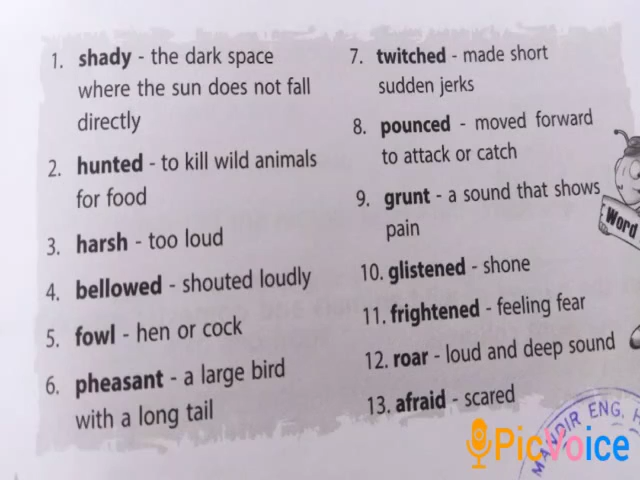 1. shady - the dark space
where the sun does not fall
directly
2. hunted - to kill wild animals
for food
3. harsh - too loud
4. bellowed - shouted loudly
5. fowl - hen or cock
6. pheasant - a large bird
with a long tail
7. twitched - made short
sudden jerks
8. pounced - moved forward
to attack or catch
9. grunt - a sound that shows
pain
10. glistened - shone
11. frightened - feeling fear
12. roar - loud and deep sound
13. afraid - scared
Word
MANDIR ENG.
PicVoice